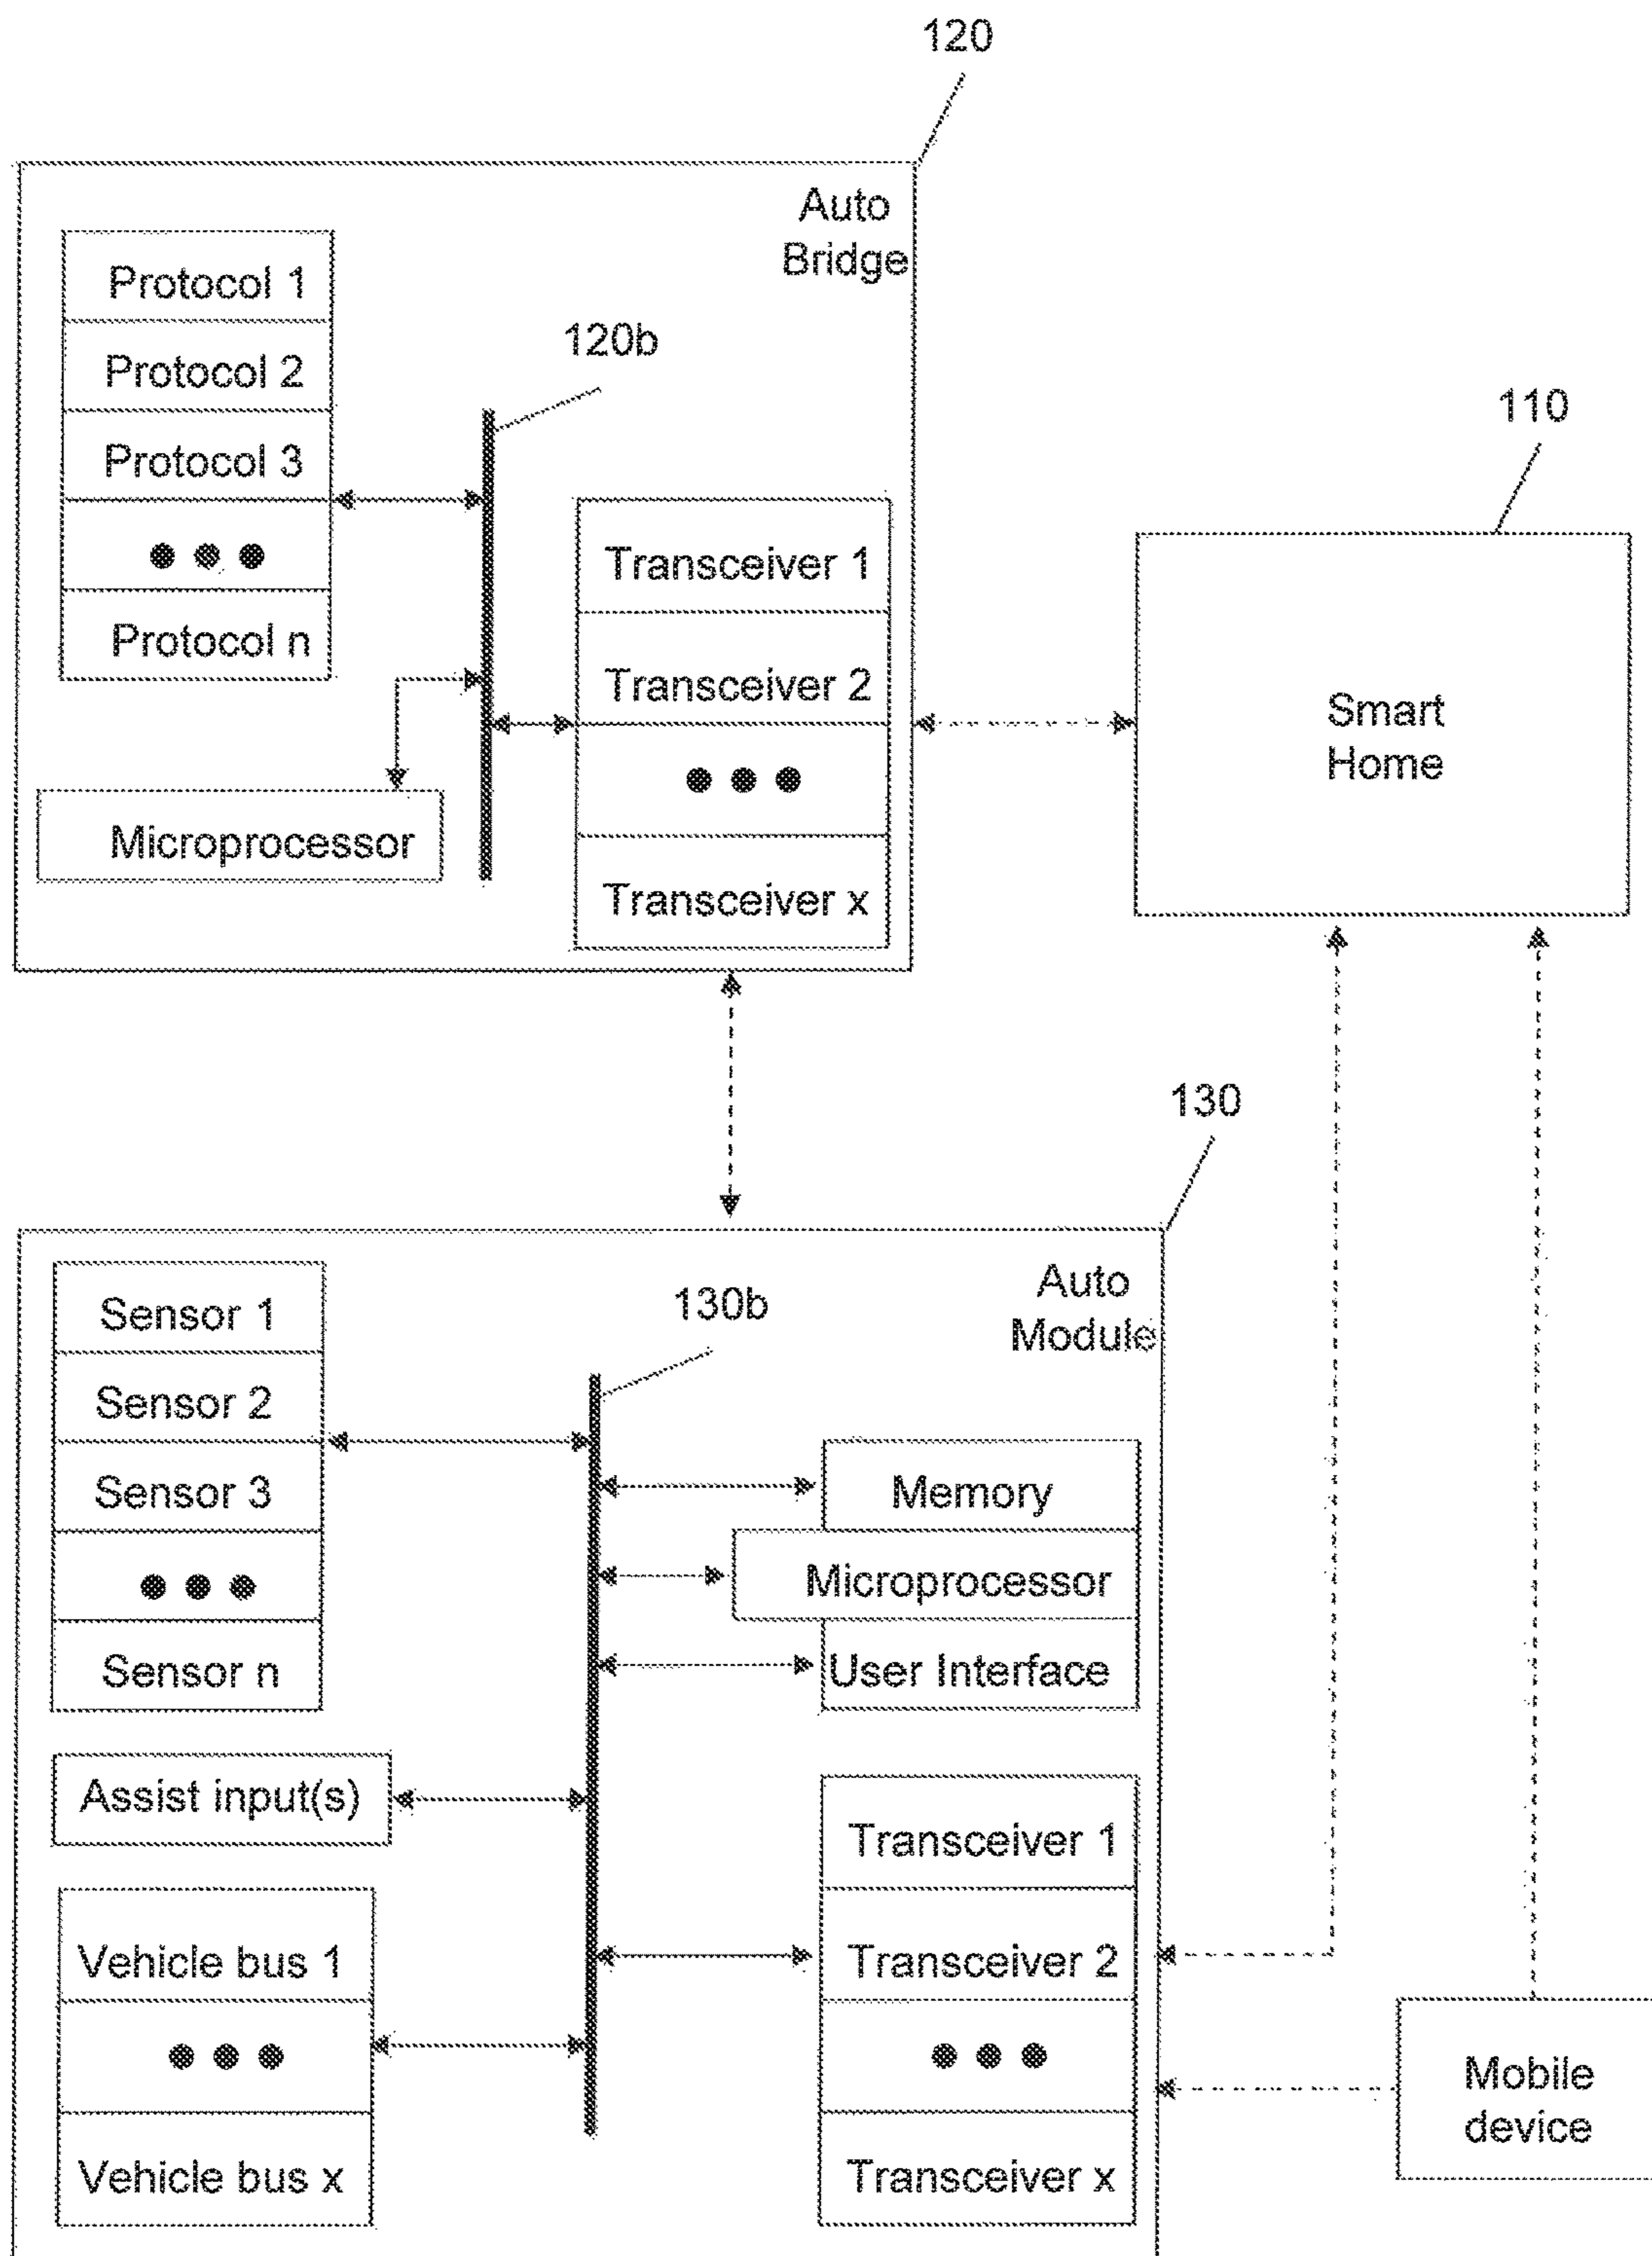 120
Auto
Bridge
Protocol 1
Protocol 2
Protocol 3
Protocol n
120b
Microprocessor
Transceiver 1
Transceiver 2
Transceiver x
110
Smart
Home
130
Auto
Module
Sensor 1
Sensor 2
Sensor 3
Sensor n
130b
Memory
Microprocessor
User Interface
Assist input(s)
Transceiver 1
Transceiver 2
Transceiver x
Vehicle bus 1
Vehicle bus x
Mobile
device